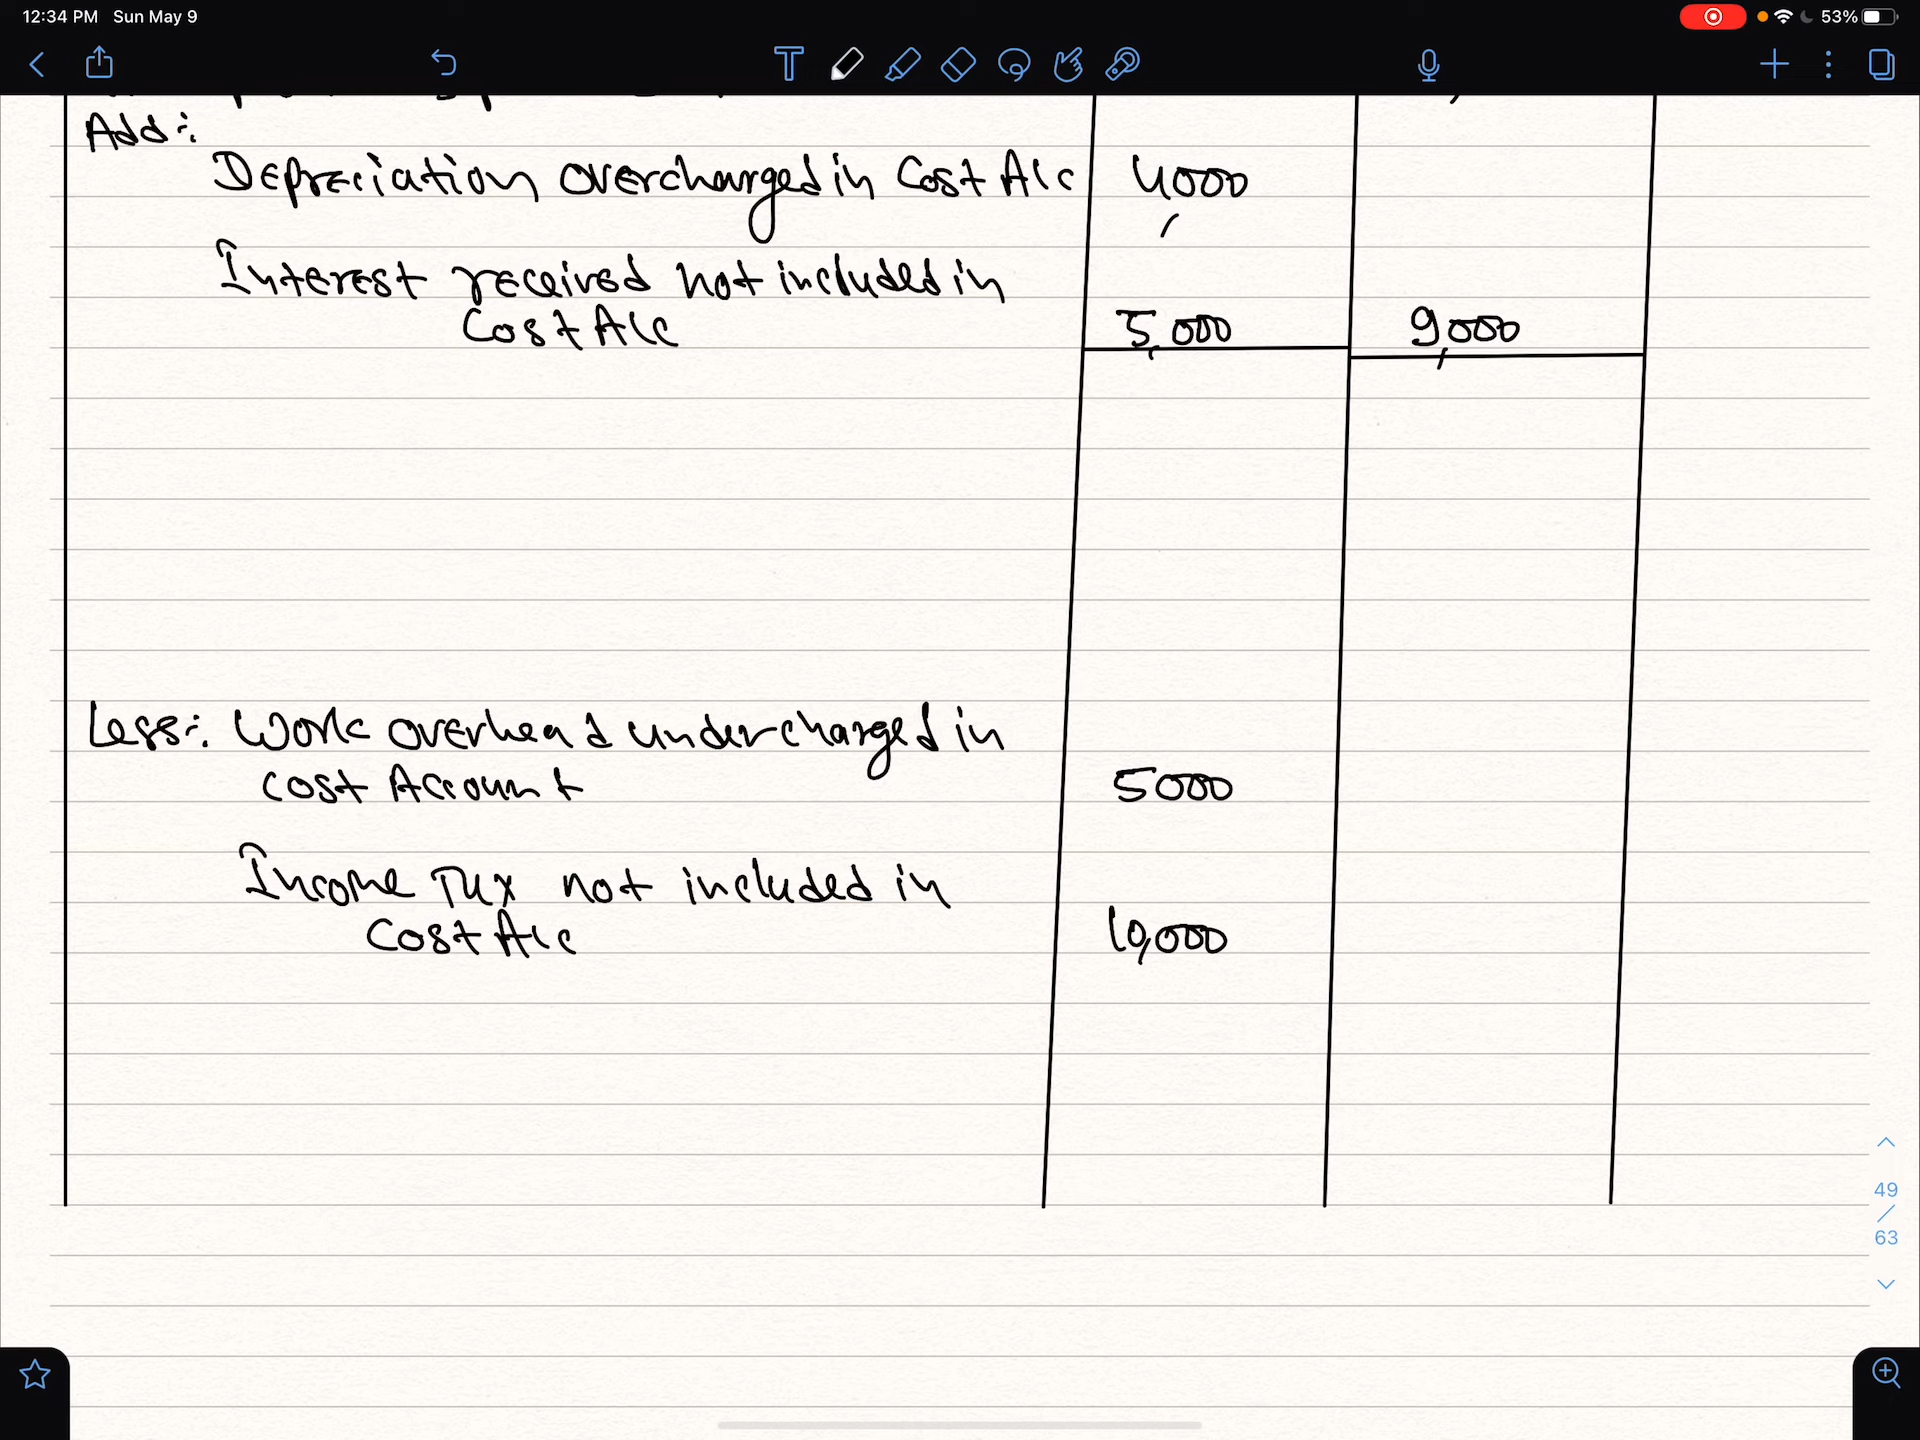 12:34 PM Sun May 9
53%
Add:
Depreciation overcharged in Cost A/c 4,000
Interest received not included in
Cost A/c 5,000 9,000
Less: Work overhead undercharged in
cost Account 5000
Income Tax not included in
Cost A/c 10,000
49
/
63